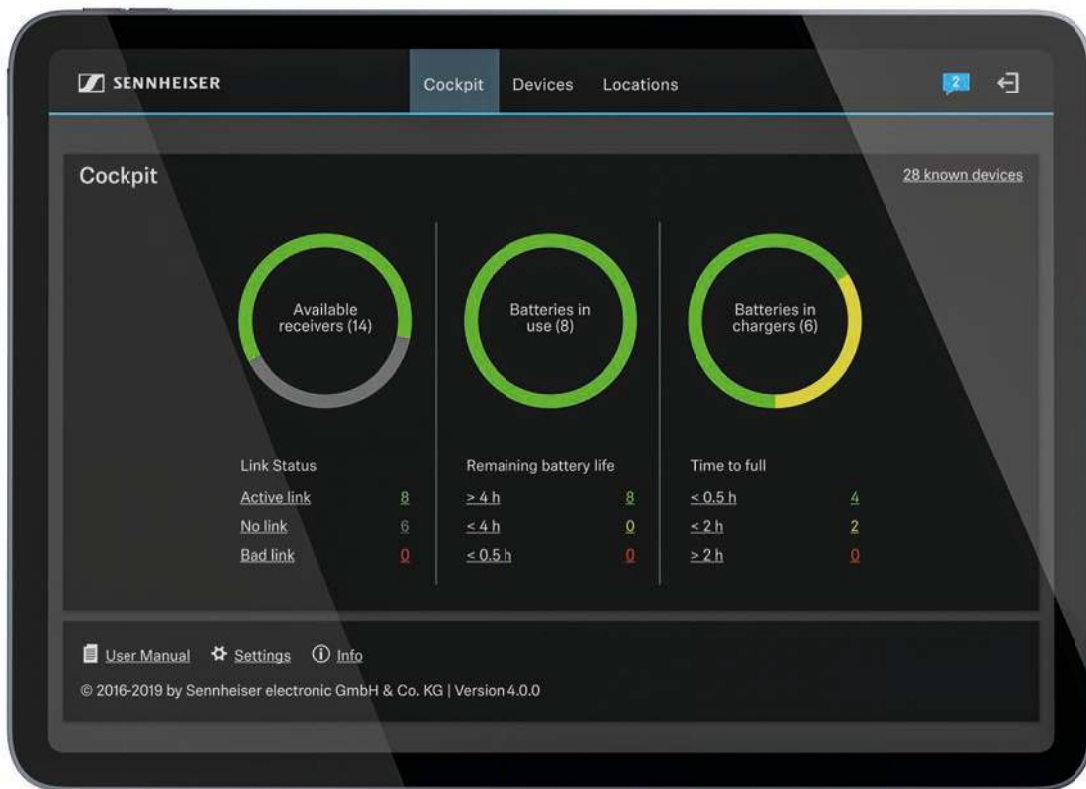 SENNHEISER
Cockpit Devices Locations
2
Cockpit
28 known devices
Available
receivers (14)
Batteries in
use (8)
Batteries in
chargers (6)
Link Status
Active link 8
No link 6
Bad link 0
Remaining battery life
> 4 h 8
< 4 h 0
< 0.5 h 0
Time to full
< 0.5 h 4
< 2 h 2
> 2 h 0
User Manual Settings Info
© 2016-2019 by Sennheiser electronic GmbH & Co. KG | Version 4.0.0